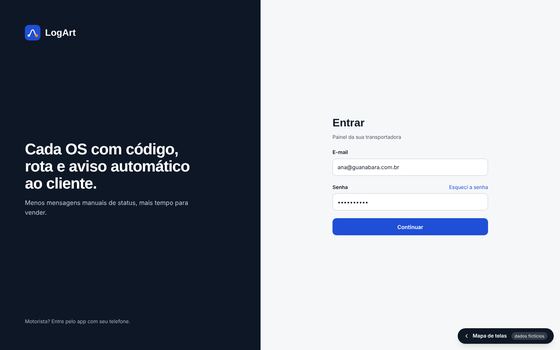 LogArt
Cada OS com código,
rota e aviso automático
ao cliente.
Menos mensagens manuais de status, mais tempo para
vender.
Motorista? Entre pelo app com seu telefone.
Entrar
Painel da sua transportadora
E-mail
ana@guanabara.com.br
Senha
Esqueci a senha
••••••••••
Continuar
Mapa de telas
dados fictícios